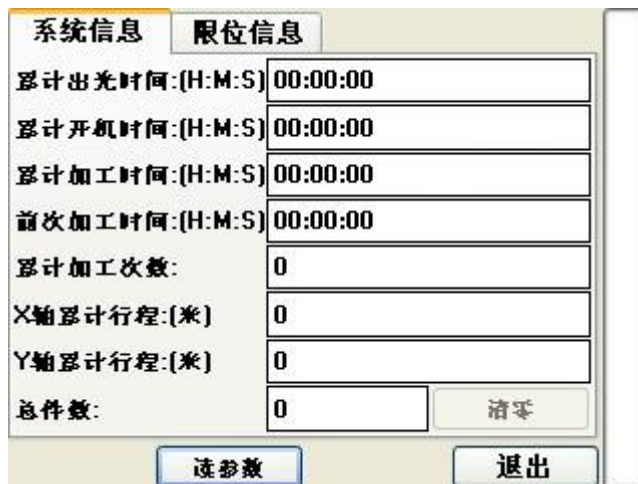 系统信息 限位信息
累计出光时间:(H:M:S) 00:00:00
累计开机时间:(H:M:S) 00:00:00
累计加工时间:(H:M:S) 00:00:00
前次加工时间:(H:M:S) 00:00:00
累计加工次数: 0
X轴累计行程:(米) 0
Y轴累计行程:(米) 0
总件数: 0 清零
读参数 退出